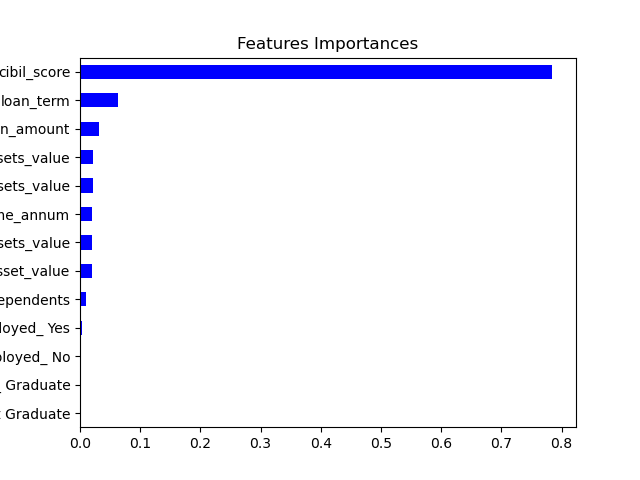 Features Importances
cibil_score
loan_term
n_amount
sets_value
sets_value
ne_annum
sets_value
sset_value
ependents
loyed_ Yes
ployed_ No
_ Graduate
t Graduate
0.0 0.1 0.2 0.3 0.4 0.5 0.6 0.7 0.8